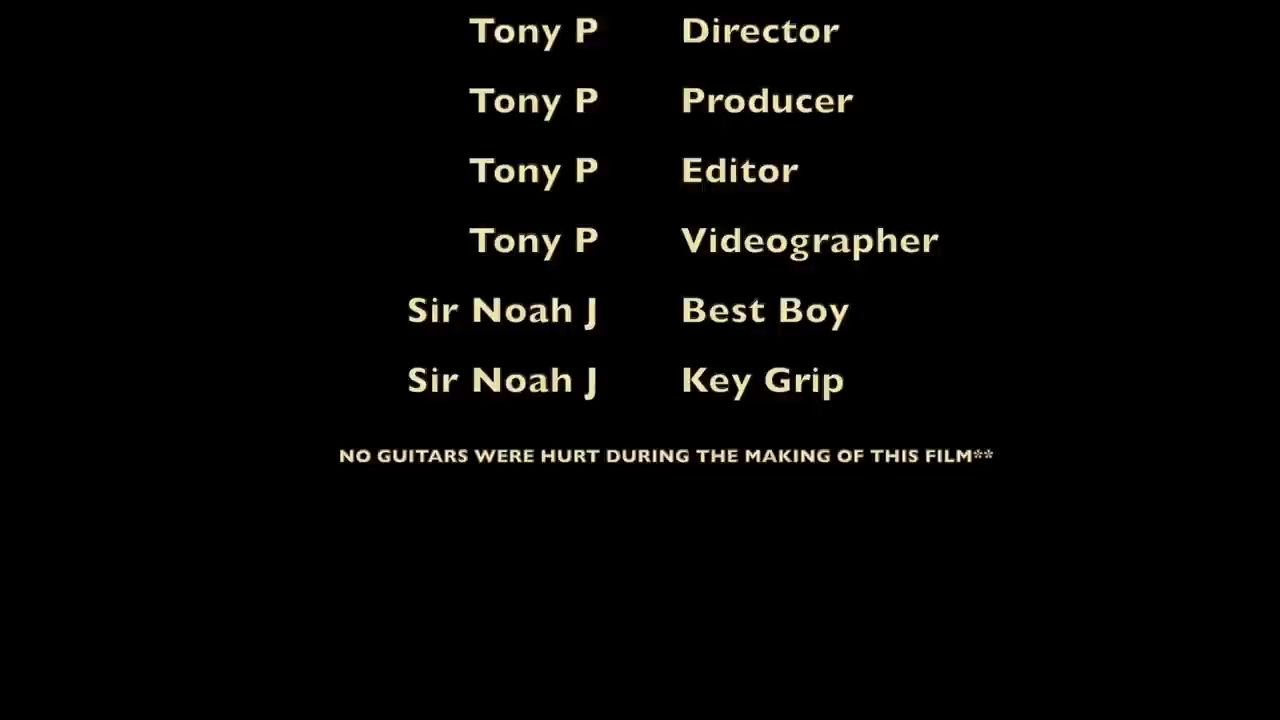 Tony P Director
Tony P Producer
Tony P Editor
Tony P Videographer
Sir Noah J Best Boy
Sir Noah J Key Grip
NO GUITARS WERE HURT DURING THE MAKING OF THIS FILM**